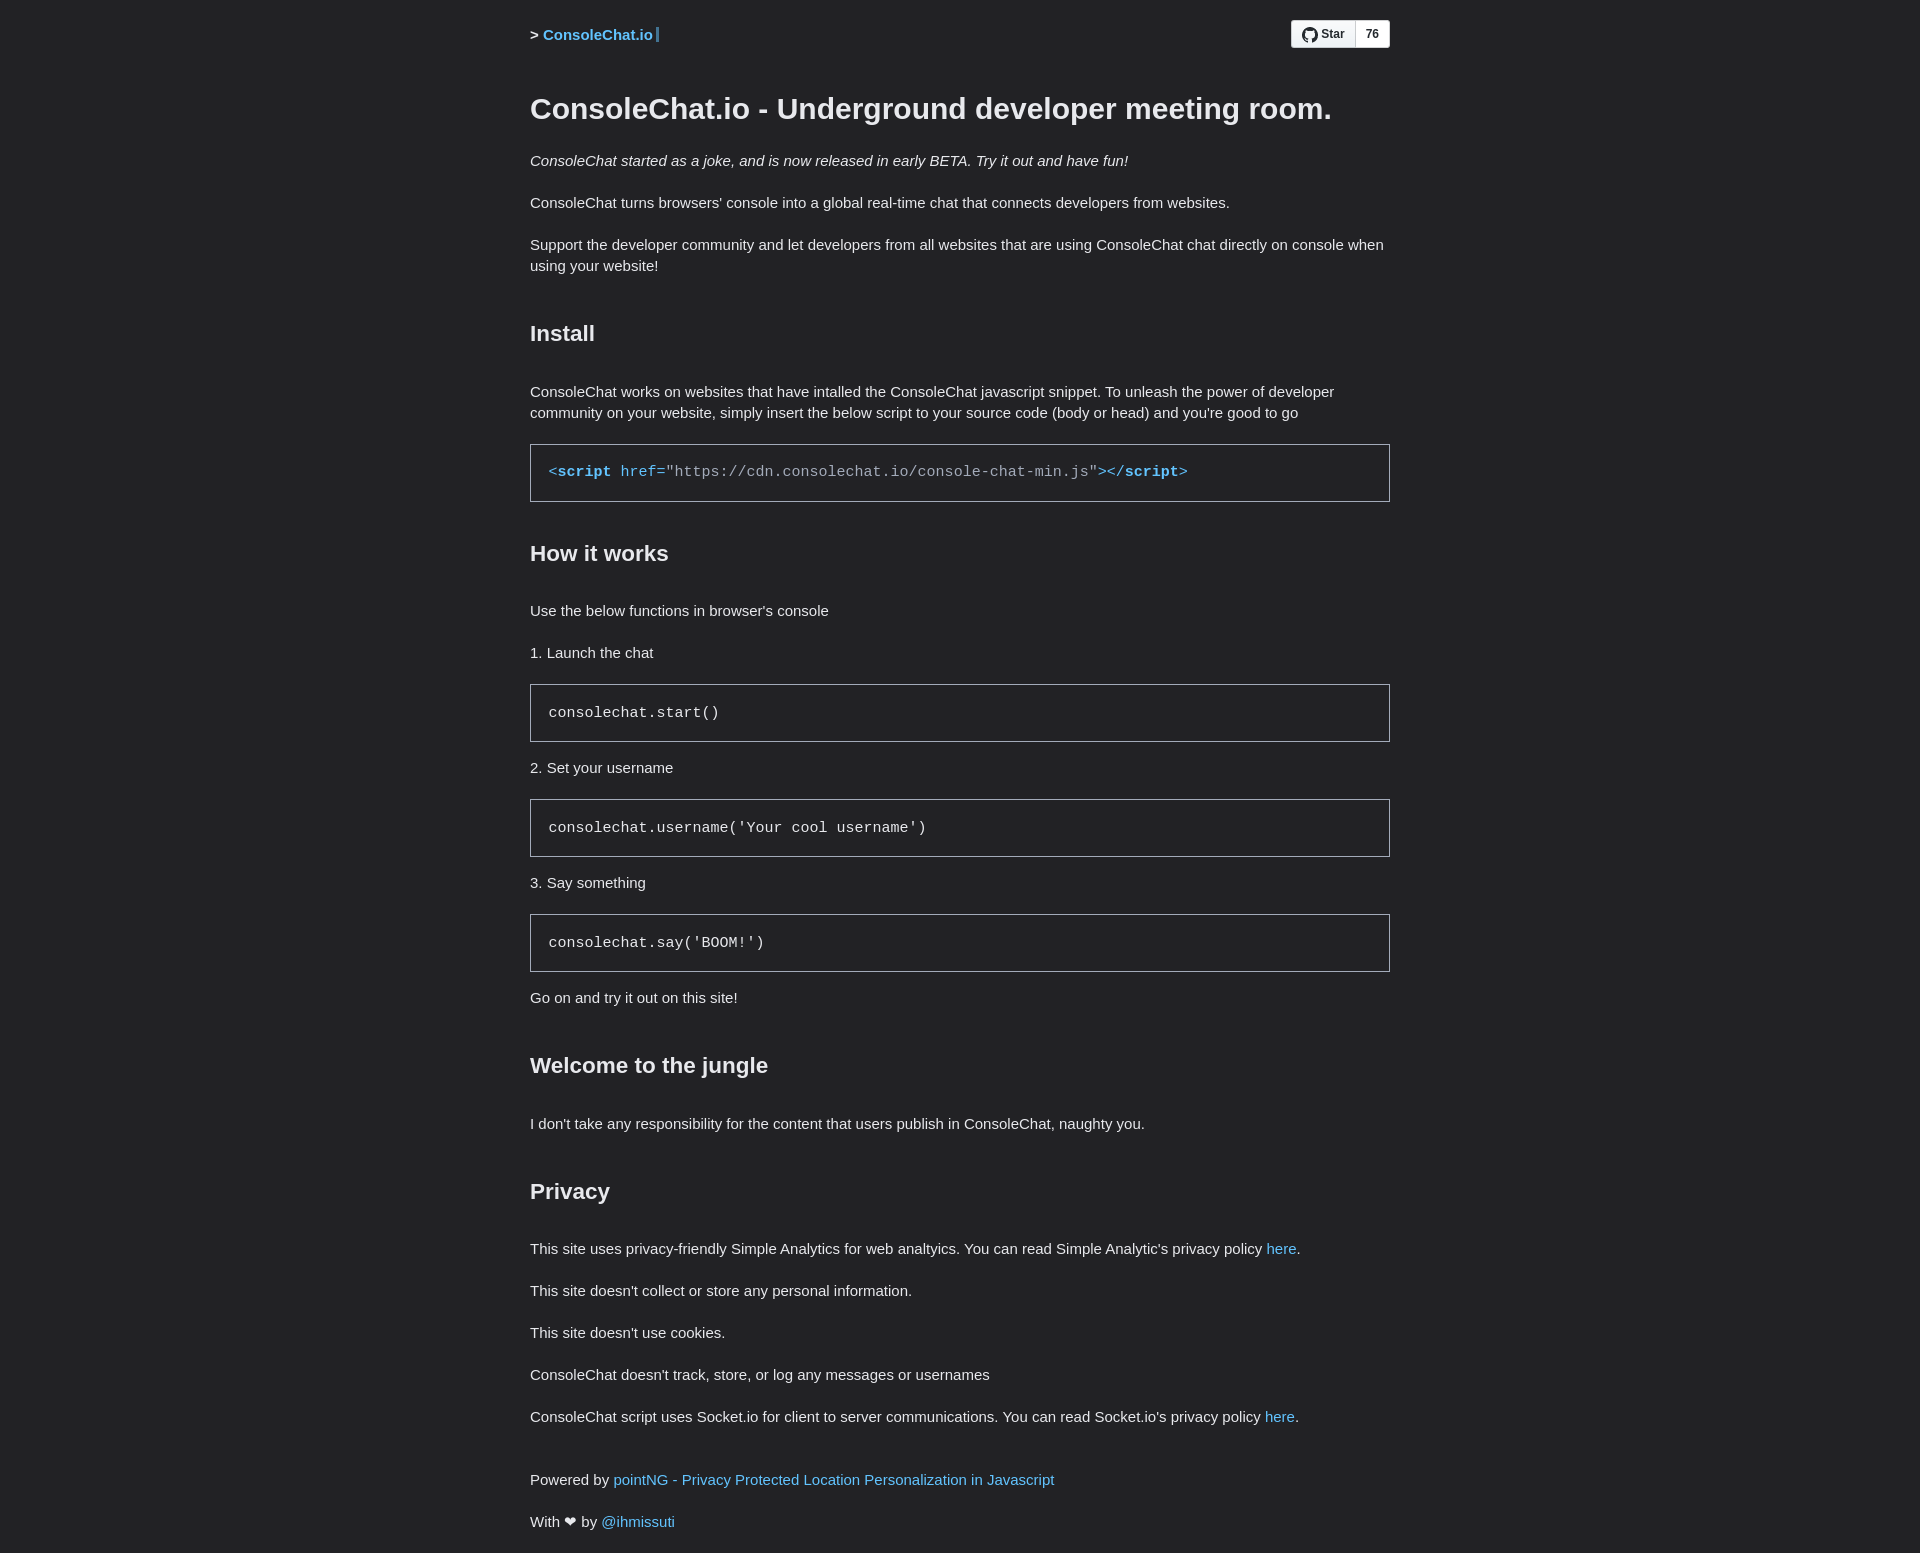 > ConsoleChat.io
Star 76
ConsoleChat.io - Underground developer meeting room.
ConsoleChat started as a joke, and is now released in early BETA. Try it out and have fun!
ConsoleChat turns browsers' console into a global real-time chat that connects developers from websites.
Support the developer community and let developers from all websites that are using ConsoleChat chat directly on console when
using your website!
Install
ConsoleChat works on websites that have intalled the ConsoleChat javascript snippet. To unleash the power of developer
community on your website, simply insert the below script to your source code (body or head) and you're good to go
<script href="https://cdn.consolechat.io/console-chat-min.js"></script>
How it works
Use the below functions in browser's console
1. Launch the chat
consolechat.start()
2. Set your username
consolechat.username('Your cool username')
3. Say something
consolechat.say('BOOM!')
Go on and try it out on this site!
Welcome to the jungle
I don't take any responsibility for the content that users publish in ConsoleChat, naughty you.
Privacy
This site uses privacy-friendly Simple Analytics for web analtyics. You can read Simple Analytic's privacy policy here.
This site doesn't collect or store any personal information.
This site doesn't use cookies.
ConsoleChat doesn't track, store, or log any messages or usernames
ConsoleChat script uses Socket.io for client to server communications. You can read Socket.io's privacy policy here.
Powered by pointNG - Privacy Protected Location Personalization in Javascript
With ❤ by @ihmissuti